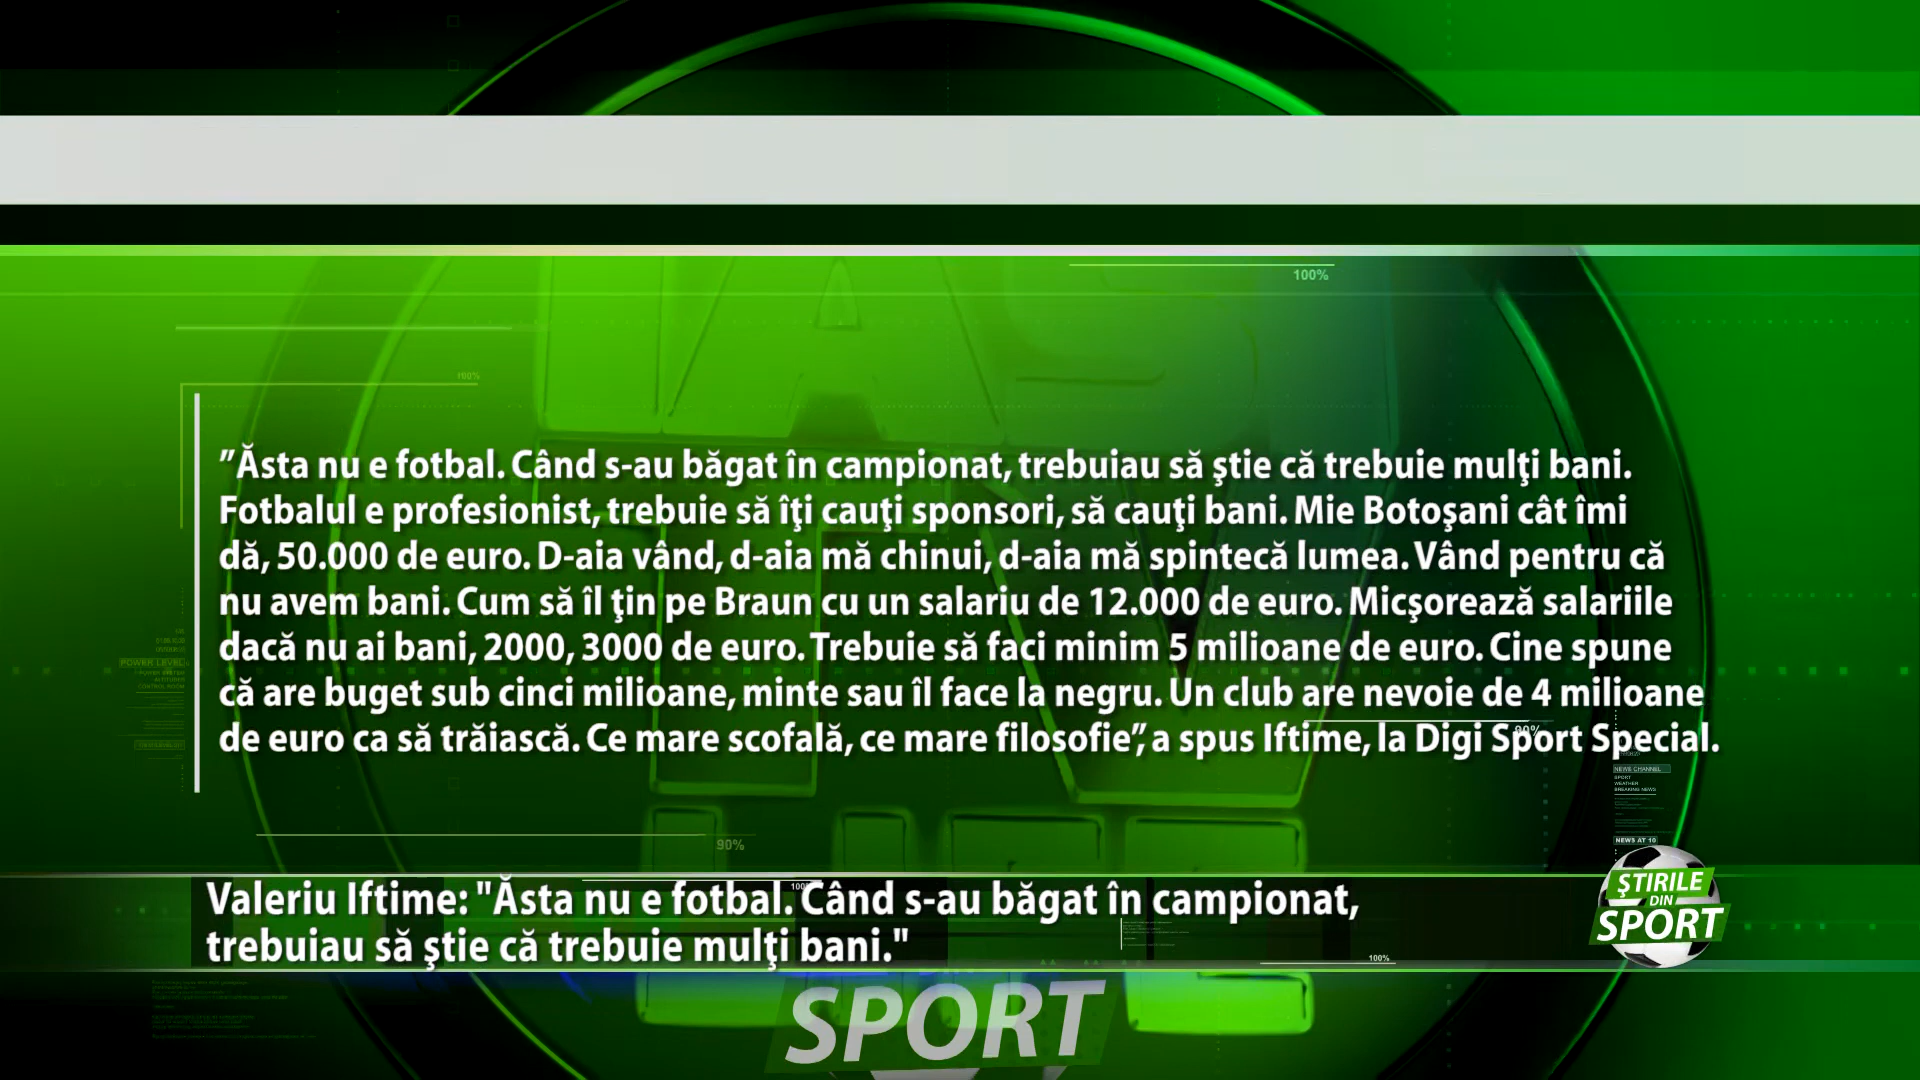 100%
100%
”Ăsta nu e fotbal. Când s-au băgat în campionat, trebuiau să ştie că trebuie mulţi bani.
Fotbalul e profesionist, trebuie să îţi cauţi sponsori, să cauţi bani. Mie Botoşani cât îmi
dă, 50.000 de euro. D-aia vând, d-aia mă chinui, d-aia mă spintecă lumea. Vând pentru că
nu avem bani. Cum să îl ţin pe Braun cu un salariu de 12.000 de euro. Micşorează salariile
dacă nu ai bani, 2000, 3000 de euro. Trebuie să faci minim 5 milioane de euro. Cine spune
că are buget sub cinci milioane, minte sau îl face la negru. Un club are nevoie de 4 milioane
de euro ca să trăiască. Ce mare scofală, ce mare filosofie”, a spus Iftime, la Digi Sport Special.
POWER LEVEL
90%
NEWS CHANNEL
SPORT
WEATHER
BREAKING NEWS
NEWS AT 10
90%
100%
Valeriu Iftime: "Ăsta nu e fotbal. Când s-au băgat în campionat,
trebuiau să ştie că trebuie mulţi bani."
100%
ŞTIRILE
DIN
SPORT
SPORT